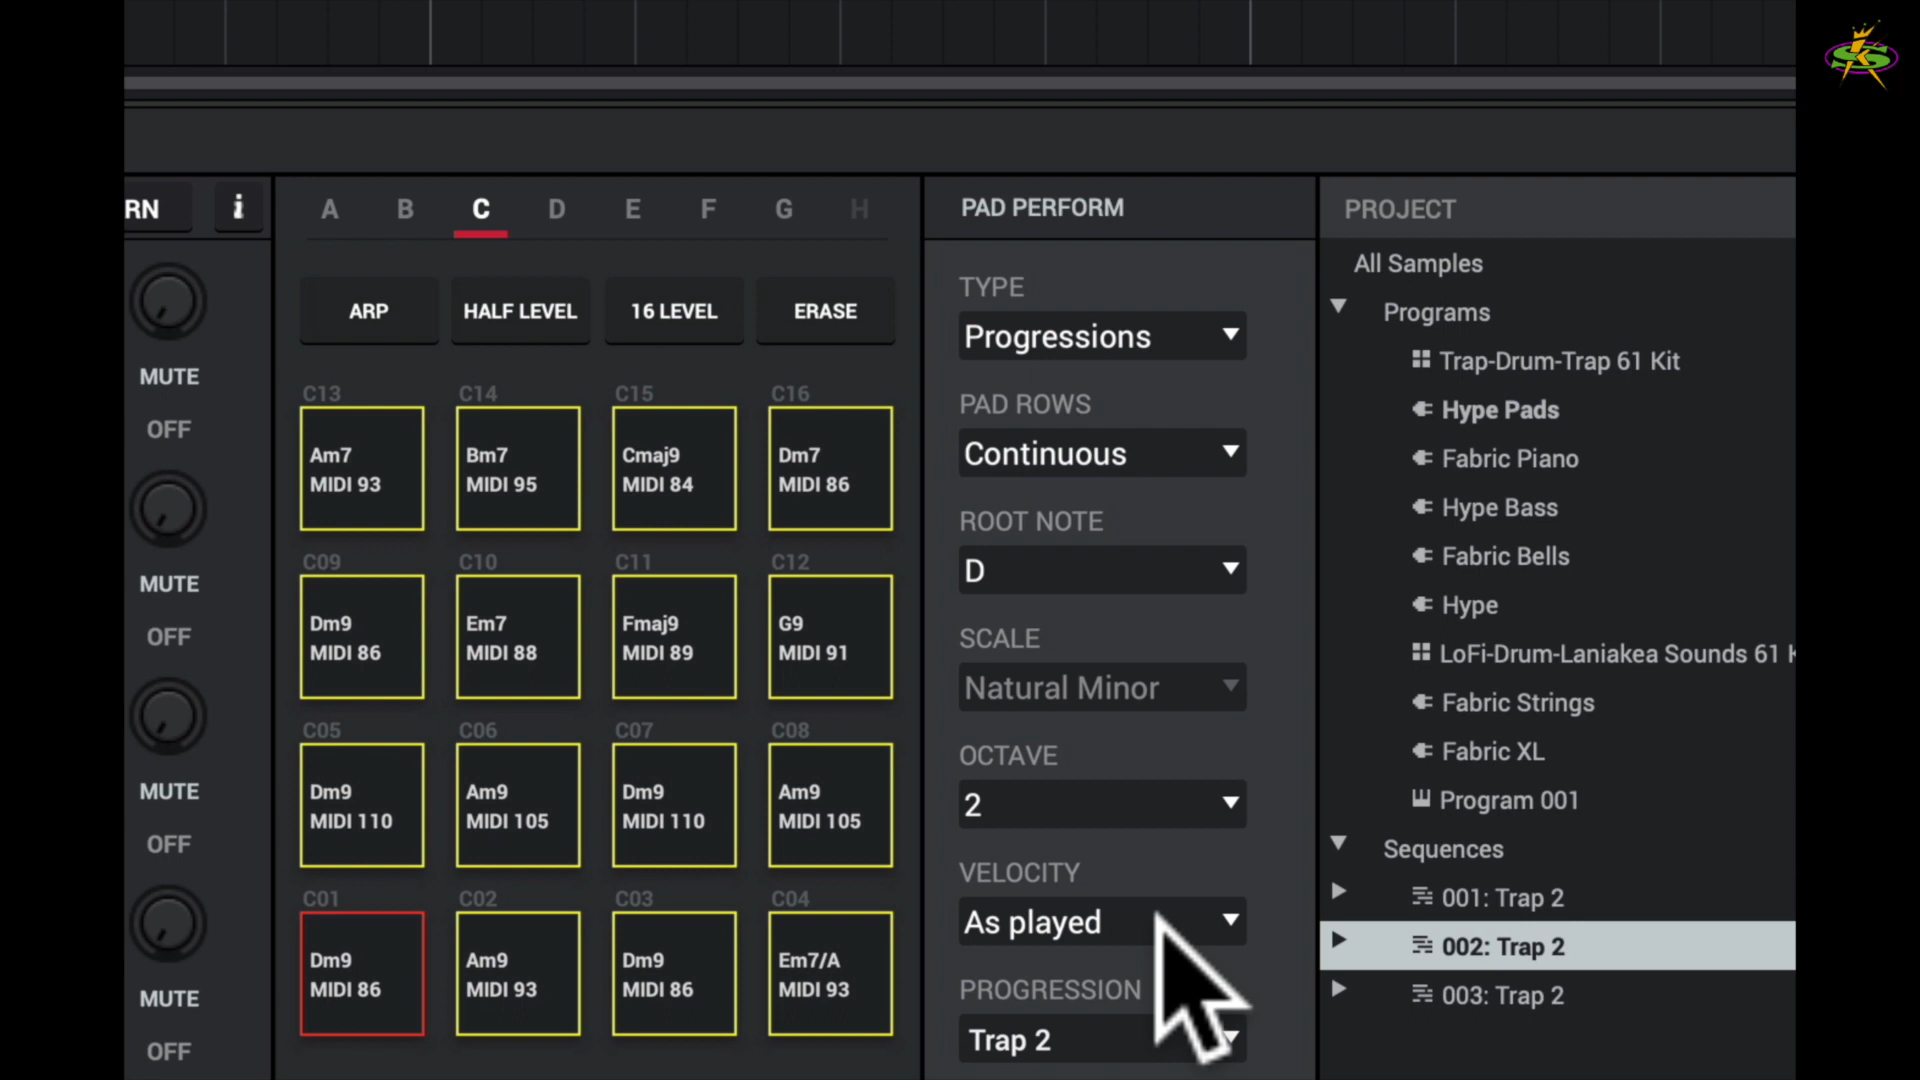 RN
i
A B C D E F G H
ARP
HALF LEVEL
16 LEVEL
ERASE
MUTE
OFF
MUTE
OFF
MUTE
OFF
MUTE
OFF
C13
Am7
MIDI 93
C14
Bm7
MIDI 95
C15
Cmaj9
MIDI 84
C16
Dm7
MIDI 86
C09
Dm9
MIDI 86
C10
Em7
MIDI 88
C11
Fmaj9
MIDI 89
C12
G9
MIDI 91
C05
Dm9
MIDI 110
C06
Am9
MIDI 105
C07
Dm9
MIDI 110
C08
Am9
MIDI 105
C01
Dm9
MIDI 86
C02
Am9
MIDI 93
C03
Dm9
MIDI 86
C04
Em7/A
MIDI 93
PAD PERFORM
TYPE
Progressions
PAD ROWS
Continuous
ROOT NOTE
D
SCALE
Natural Minor
OCTAVE
2
VELOCITY
As played
PROGRESSION
Trap 2
PROJECT
All Samples
Programs
Trap-Drum-Trap 61 Kit
Hype Pads
Fabric Piano
Hype Bass
Fabric Bells
Hype
LoFi-Drum-Laniakea Sounds 61 K
Fabric Strings
Fabric XL
Program 001
Sequences
001: Trap 2
002: Trap 2
003: Trap 2